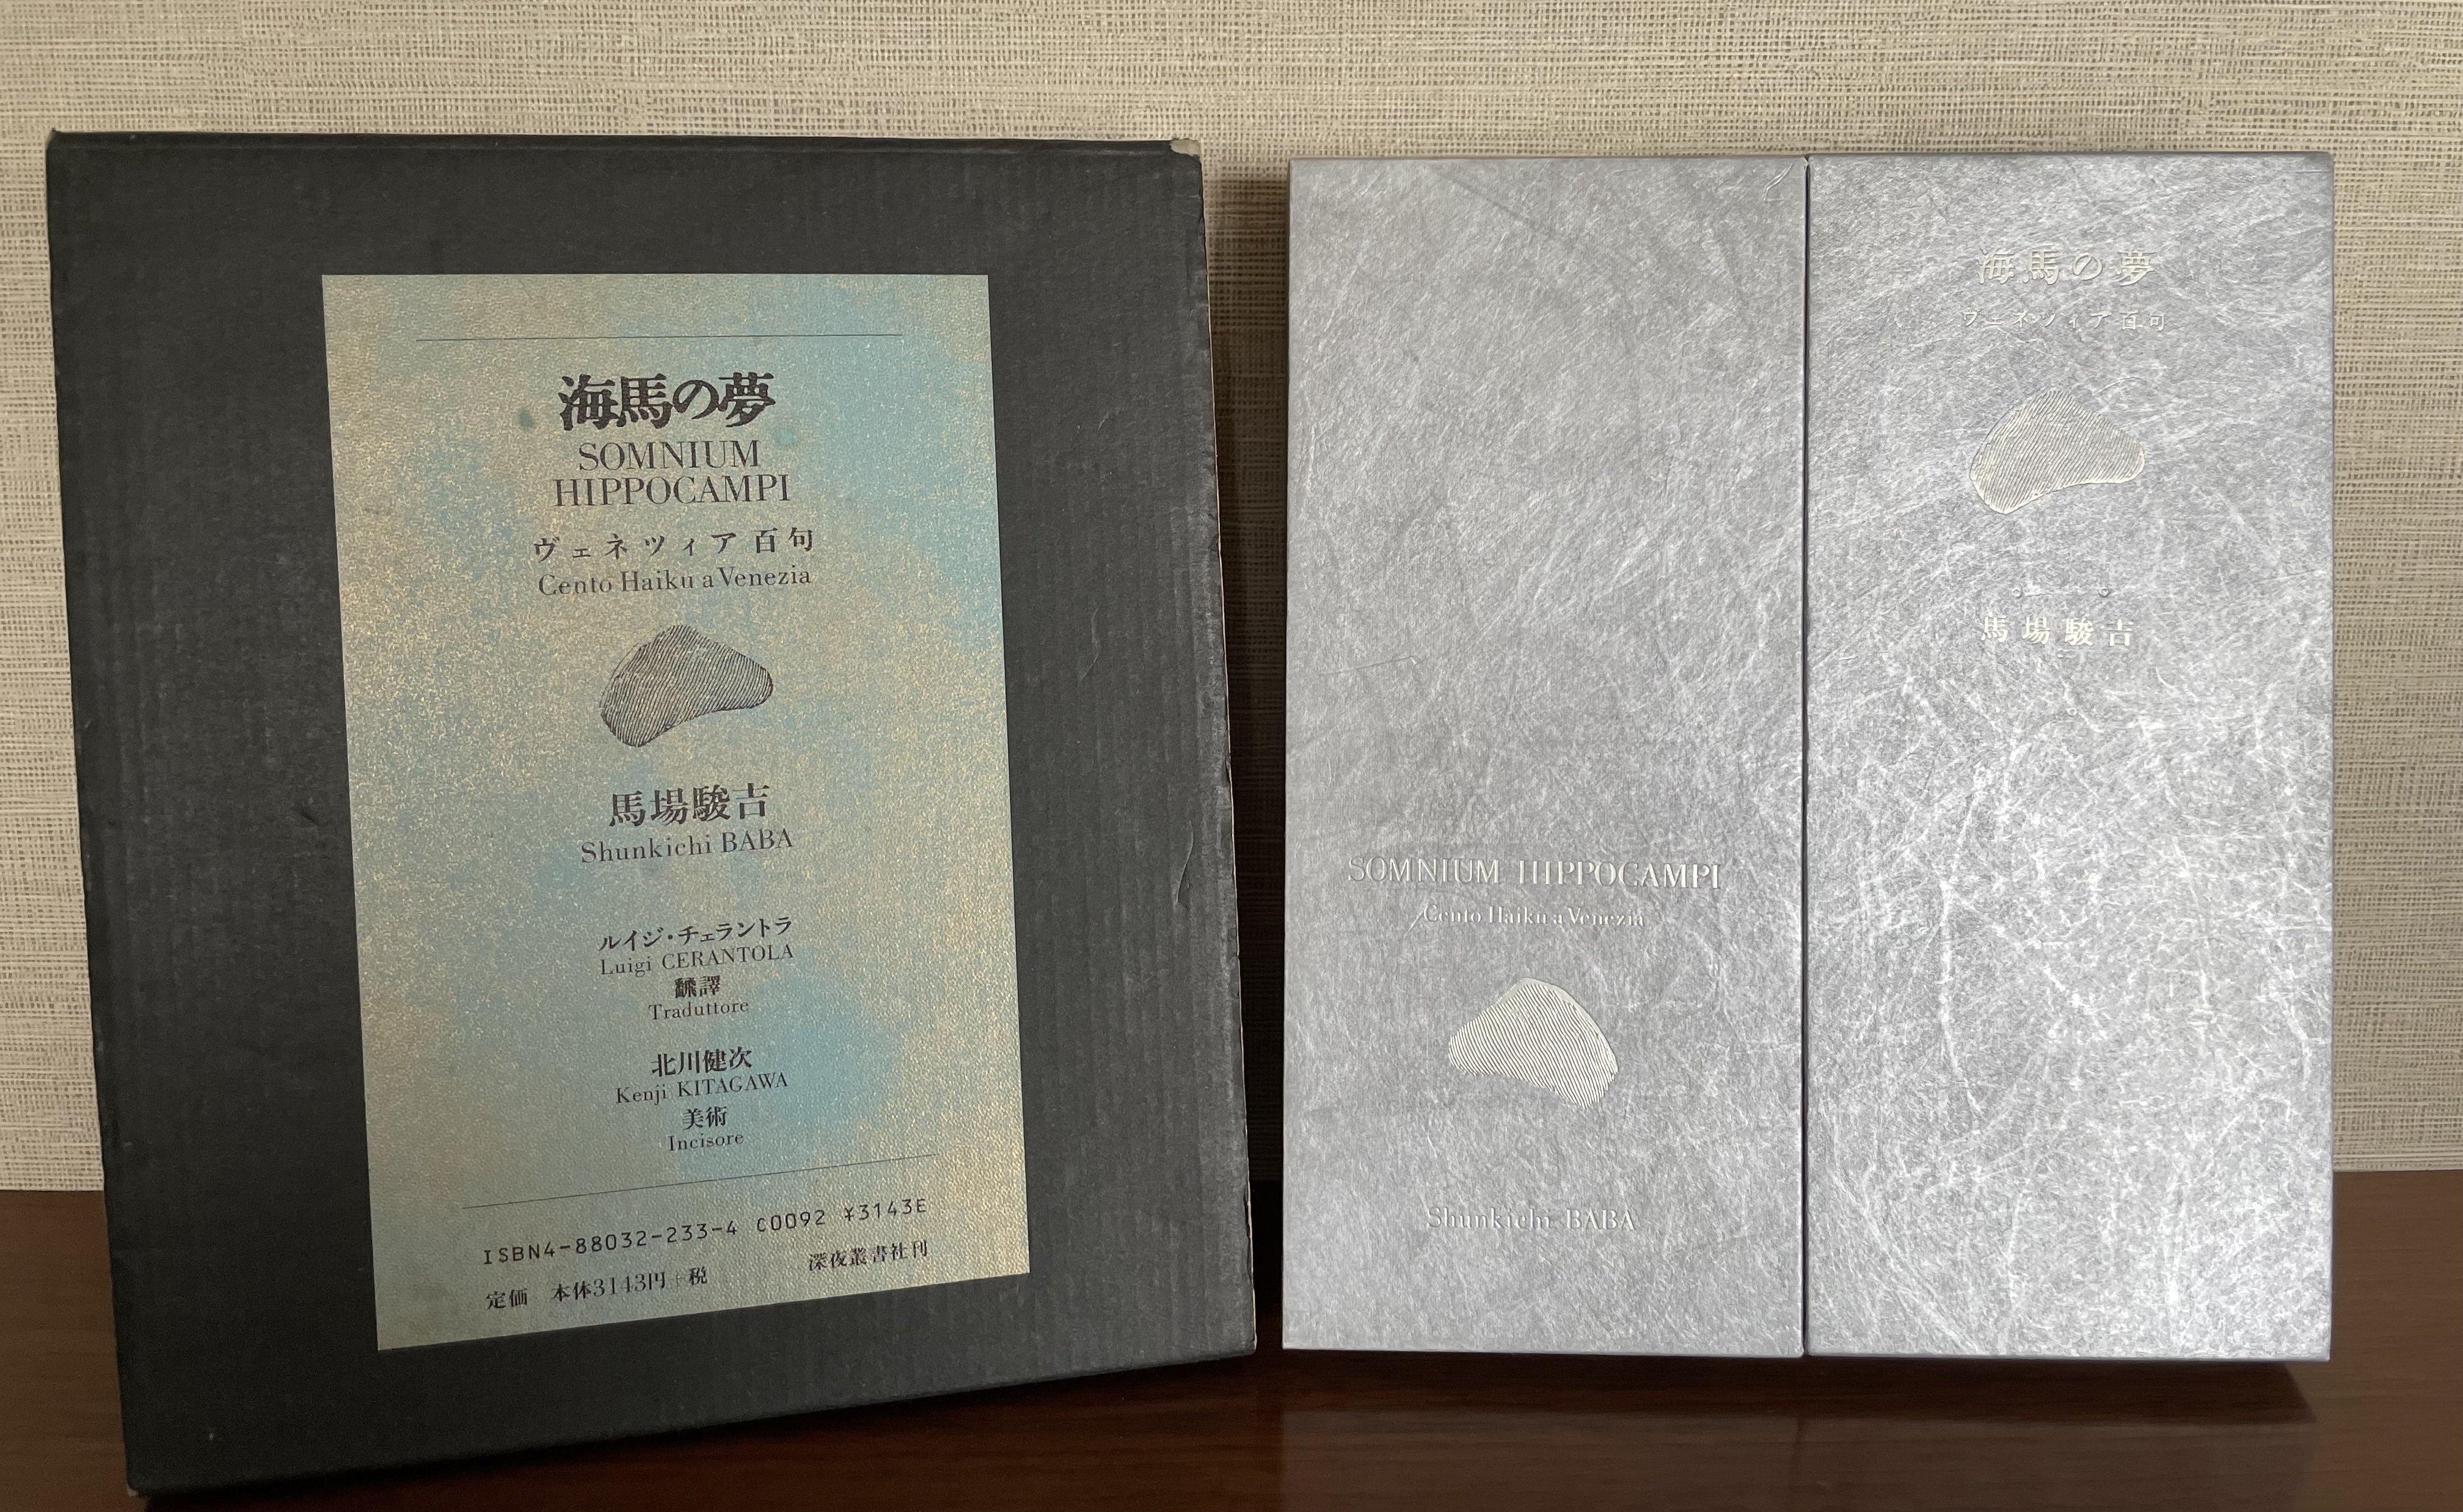 海馬の夢
SOMNIUM
HIPPOCAMPI
ヴェネツィア百句
Cento Haiku a Venezia
馬場駿吉
Shunkichi BABA
ルイジ・チェラントラ
Luigi CERANTOLA
飜譯
Traduttore
北川健次
Kenji KITAGAWA
美術
Incisore
ISBN4-88032-233-4 C0092 ¥3143E
定価 本体3143円+税
深夜叢書社刊
SOMNIUM HIPPOCAMPI
Cento Haiku a Venezia
Shunkichi BABA
海馬の夢
ヴェネツィア百句
馬場駿吉